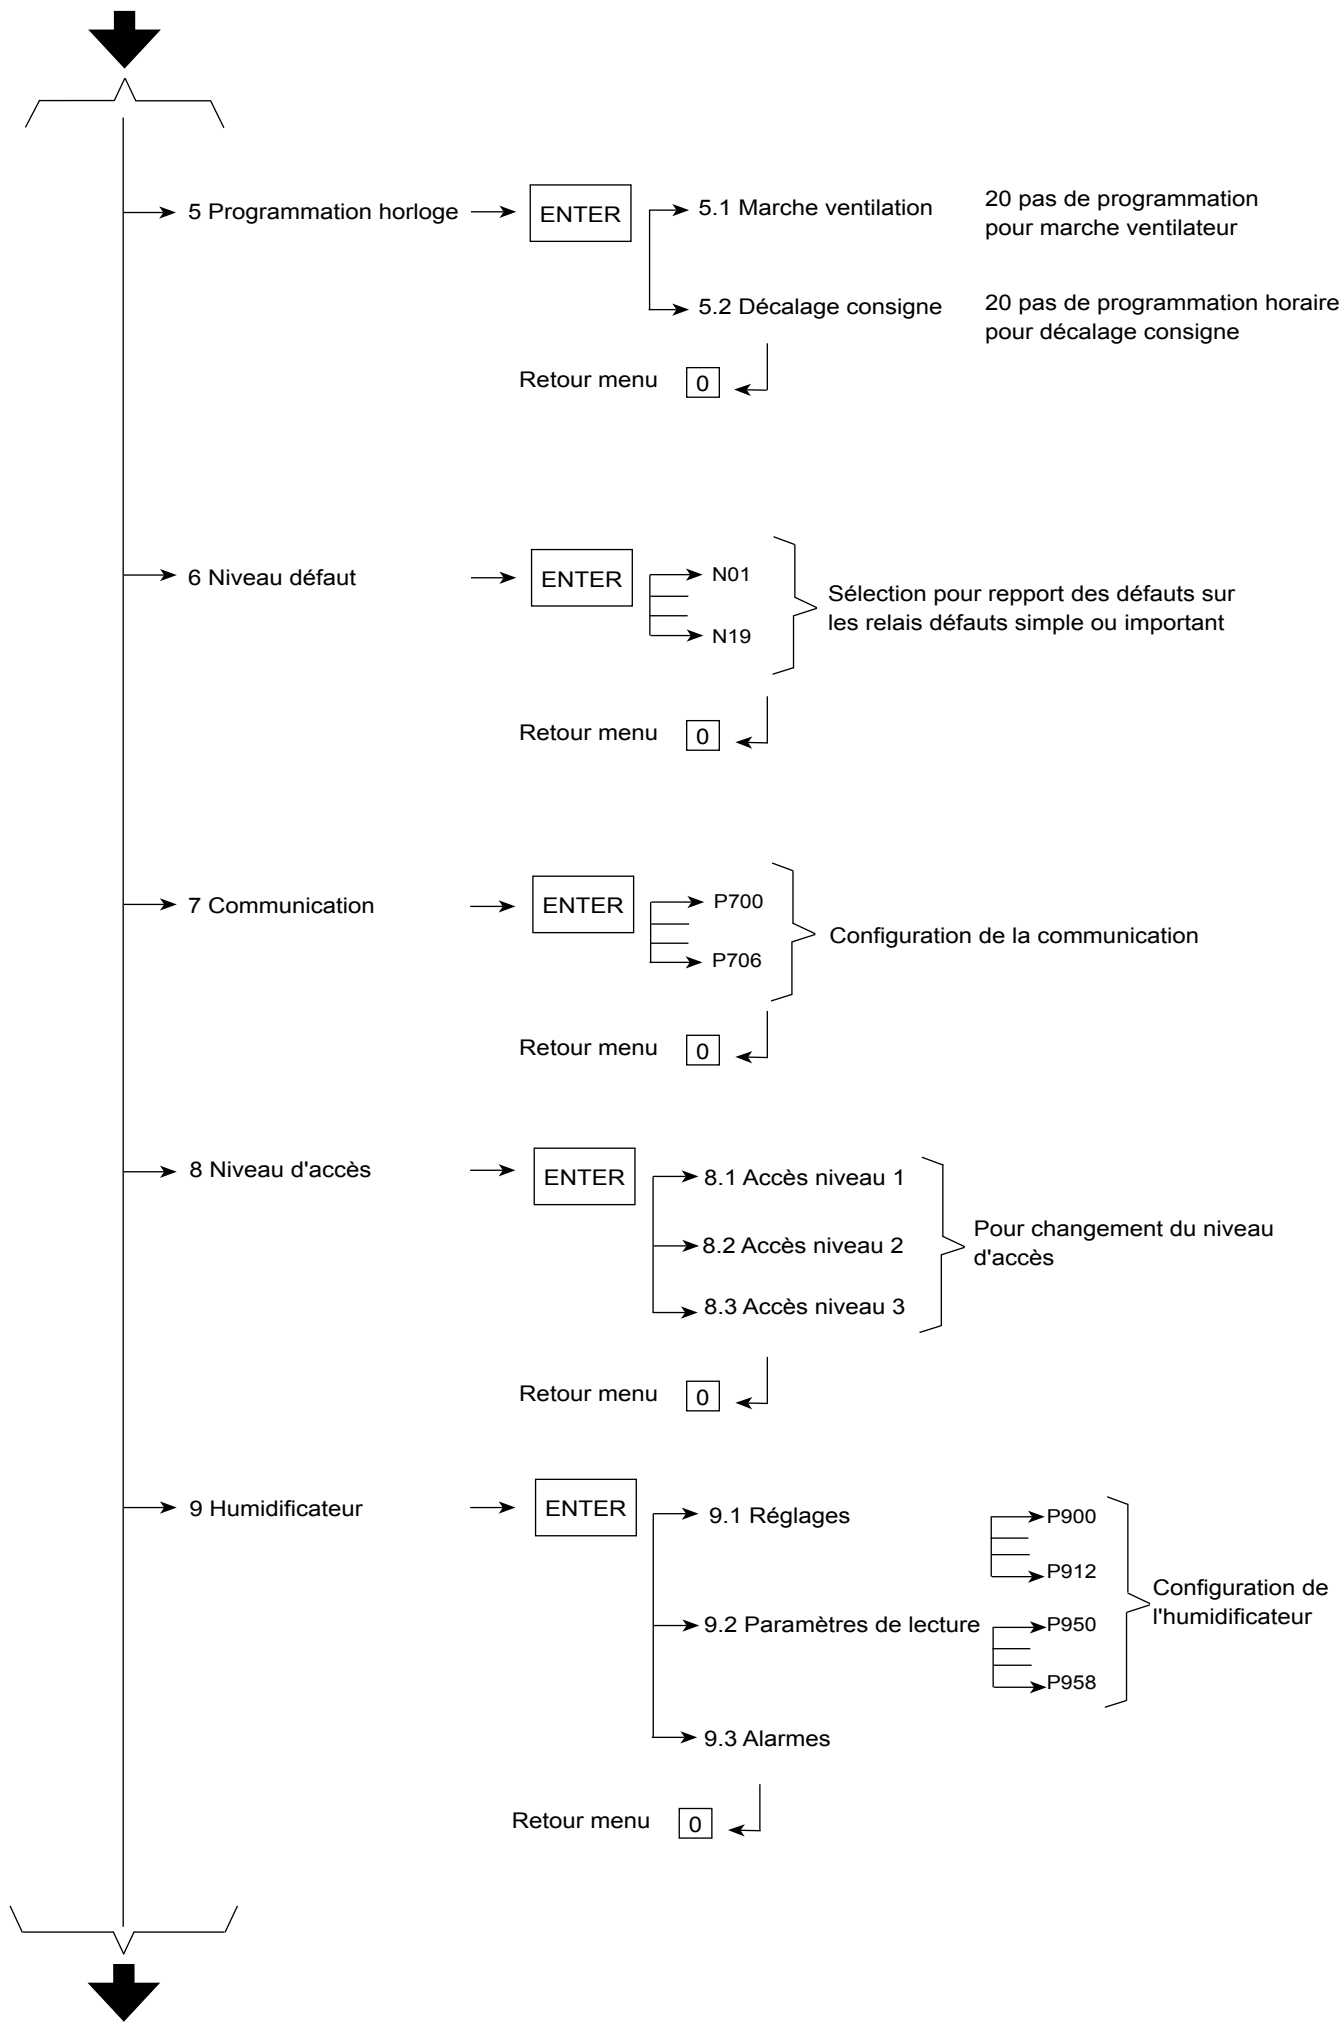 5 Programmation horloge
ENTER
5.1 Marche ventilation
20 pas de programmation
pour marche ventilateur
5.2 Décalage consigne
20 pas de programmation horaire
pour décalage consigne
Retour menu 0
6 Niveau défaut
ENTER
N01
N19
Sélection pour repport des défauts sur
les relais défauts simple ou important
Retour menu 0
7 Communication
ENTER
P700
P706
Configuration de la communication
Retour menu 0
8 Niveau d'accès
ENTER
8.1 Accès niveau 1
8.2 Accès niveau 2
8.3 Accès niveau 3
Pour changement du niveau
d'accès
Retour menu 0
9 Humidificateur
ENTER
9.1 Réglages
P900
P912
9.2 Paramètres de lecture
P950
P958
Configuration de
l'humidificateur
9.3 Alarmes
Retour menu 0